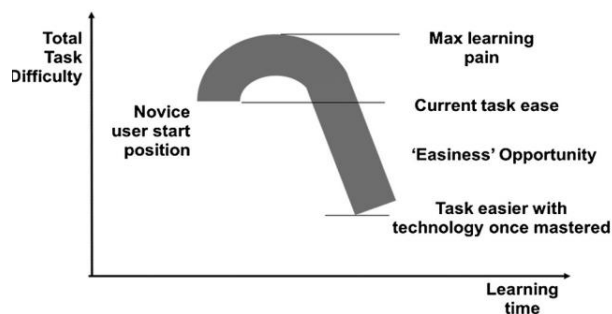 Total
Task
Difficulty
Max learning
pain
Novice
user start
position
Current task ease
'Easiness' Opportunity
Task easier with
technology once mastered
Learning
time